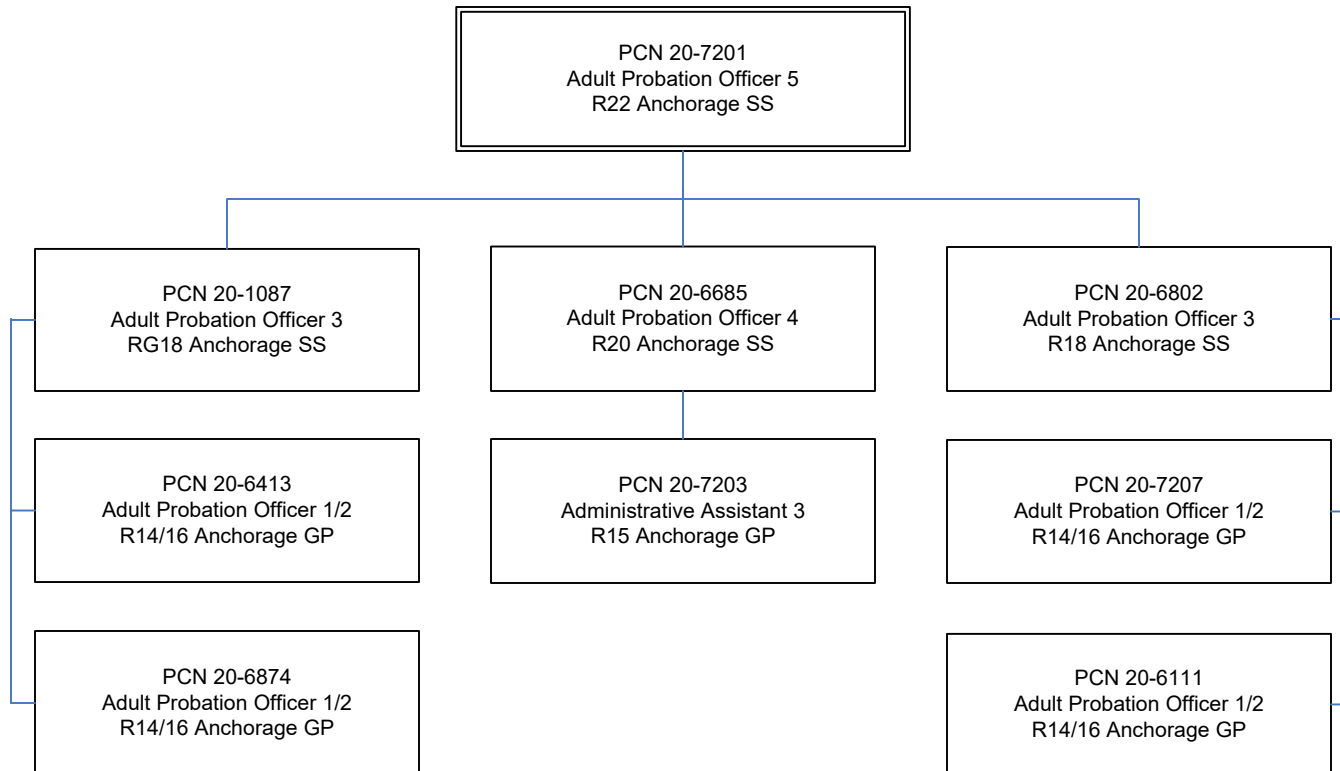 PCN 20-7201
Adult Probation Officer 5
R22 Anchorage SS
PCN 20-1087
Adult Probation Officer 3
RG18 Anchorage SS
PCN 20-6685
Adult Probation Officer 4
R20 Anchorage SS
PCN 20-6802
Adult Probation Officer 3
R18 Anchorage SS
PCN 20-6413
Adult Probation Officer 1/2
R14/16 Anchorage GP
PCN 20-7203
Administrative Assistant 3
R15 Anchorage GP
PCN 20-7207
Adult Probation Officer 1/2
R14/16 Anchorage GP
PCN 20-6874
Adult Probation Officer 1/2
R14/16 Anchorage GP
PCN 20-6111
Adult Probation Officer 1/2
R14/16 Anchorage GP